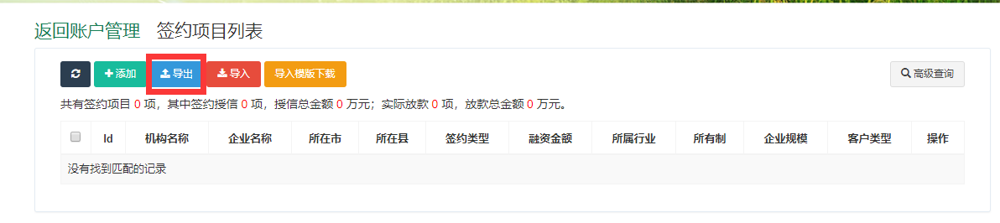 返回账户管理 签约项目列表
添加 导出 导入 导入模版下载 高级查询
共有签约项目 0 项，其中签约授信 0 项，授信总金额 0 万元；实际放款 0 项，放款总金额 0 万元。
Id 机构名称 企业名称 所在市 所在县 签约类型 融资金额 所属行业 所有制 企业规模 客户类型 操作
没有找到匹配的记录